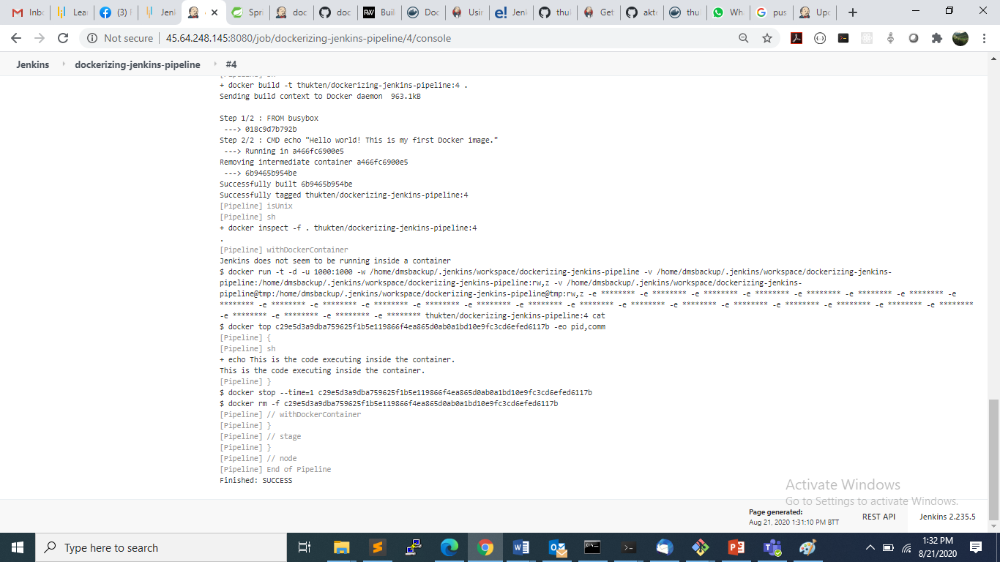 Inbo
Lear
(3) F
Jenk
Spri
doc
doc
Buil
Doc
Usin
Jenk
thul
Get
akte
thu
Wh
pus
Upd
Not secure
45.64.248.145:8080/job/dockerizing-jenkins-pipeline/4/console
Jenkins
dockerizing-jenkins-pipeline
#4
+ docker build -t thukten/dockerizing-jenkins-pipeline:4 .
Sending build context to Docker daemon  963.1kB
Step 1/2 : FROM busybox
---> 018c9d7b792b
Step 2/2 : CMD echo "Hello world! This is my first Docker image."
---> Running in a466fc6900e5
Removing intermediate container a466fc6900e5
---> 6b9465b954be
Successfully built 6b9465b954be
Successfully tagged thukten/dockerizing-jenkins-pipeline:4
[Pipeline] isUnix
[Pipeline] sh
+ docker inspect -f . thukten/dockerizing-jenkins-pipeline:4
.
[Pipeline] withDockerContainer
Jenkins does not seem to be running inside a container
$ docker run -t -d -u 1000:1000 -w /home/dmsbackup/.jenkins/workspace/dockerizing-jenkins-pipeline -v /home/dmsbackup/.jenkins/workspace/dockerizing-jenkins-
pipeline:/home/dmsbackup/.jenkins/workspace/dockerizing-jenkins-pipeline:rw,z -v /home/dmsbackup/.jenkins/workspace/dockerizing-jenkins-
pipeline@tmp:/home/dmsbackup/.jenkins/workspace/dockerizing-jenkins-pipeline@tmp:rw,z -e ******** -e ******** -e ******** -e ******** -e ******** -e ******** -e ******** -e
******** -e ******** -e ******** -e ******** -e ******** -e ******** -e ******** -e ******** -e ******** -e ******** -e ******** -e ******** -e ******** -e ******** -e ********
-e ******** -e ******** -e ******** -e ******** thukten/dockerizing-jenkins-pipeline:4 cat
$ docker top c29e5d3a9dba759625f1b5e119866f4ea865d0ab0a1bd10e9fc3cd6efed6117b -eo pid,comm
[Pipeline] {
[Pipeline] sh
+ echo This is the code executing inside the container.
This is the code executing inside the container.
[Pipeline] }
$ docker stop --time=1 c29e5d3a9dba759625f1b5e119866f4ea865d0ab0a1bd10e9fc3cd6efed6117b
$ docker rm -f c29e5d3a9dba759625f1b5e119866f4ea865d0ab0a1bd10e9fc3cd6efed6117b
[Pipeline] // withDockerContainer
[Pipeline] }
[Pipeline] // stage
[Pipeline] }
[Pipeline] // node
[Pipeline] End of Pipeline
Finished: SUCCESS
Activate Windows
Go to Settings to activate Windows.
Page generated:
Aug 21, 2020 1:31:10 PM BTT
REST API
Jenkins 2.235.5
Type here to search
1:32 PM
8/21/2020